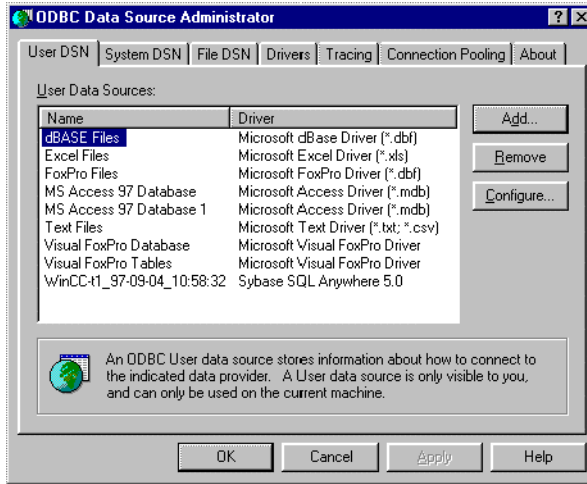 ODBC Data Source Administrator
User DSN System DSN File DSN Drivers Tracing Connection Pooling About
User Data Sources:
Name Driver
dBASE Files Microsoft dBase Driver (*.dbf)
Excel Files Microsoft Excel Driver (*.xls)
FoxPro Files Microsoft FoxPro Driver (*.dbf)
MS Access 97 Database Microsoft Access Driver (*.mdb)
MS Access 97 Database 1 Microsoft Access Driver (*.mdb)
Text Files Microsoft Text Driver (*.txt; *.csv)
Visual FoxPro Database Microsoft Visual FoxPro Driver
Visual FoxPro Tables Microsoft Visual FoxPro Driver
WinCC-t1_97-09-04_10:58:32 Sybase SQL Anywhere 5.0
Add...
Remove
Configure...
An ODBC User data source stores information about how to connect to
the indicated data provider. A User data source is only visible to you,
and can only be used on the current machine.
OK Cancel Apply Help